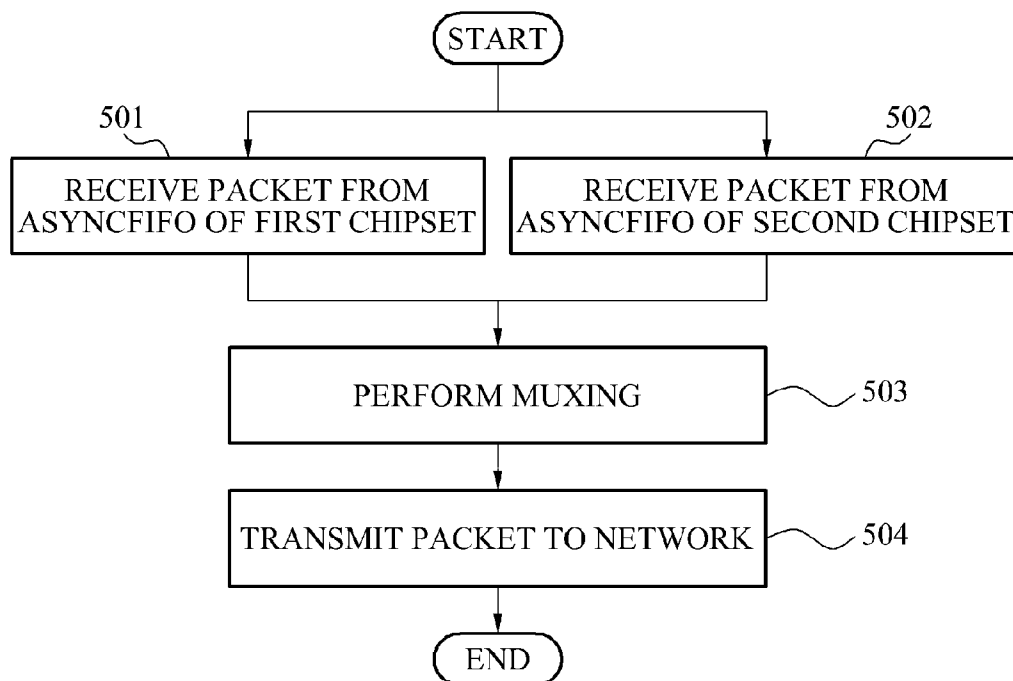 START
501
502
RECEIVE PACKET FROM
ASYNCFIFO OF FIRST CHIPSET
RECEIVE PACKET FROM
ASYNCFIFO OF SECOND CHIPSET
PERFORM MUXING
503
TRANSMIT PACKET TO NETWORK
504
END